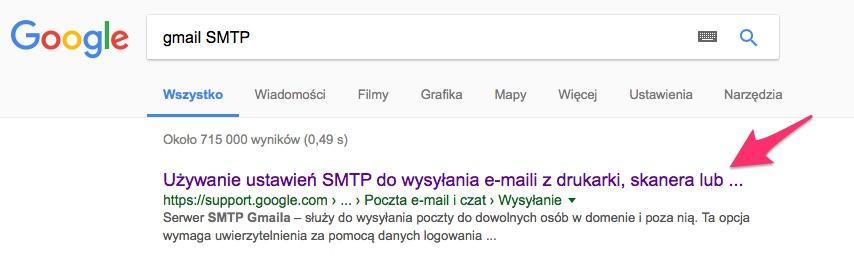 Google
gmail SMTP
Wszystko Wiadomości Filmy Grafika Mapy Więcej Ustawienia Narzędzia
Około 715 000 wyników (0,49 s)
Używanie ustawień SMTP do wysyłania e-maili z drukarki, skanera lub ...
https://support.google.com › ... › Poczta e-mail i czat › Wysyłanie
Serwer SMTP Gmaila – służy do wysyłania poczty do dowolnych osób w domenie i poza nią. Ta opcja
wymaga uwierzytelnienia za pomocą danych logowania ...